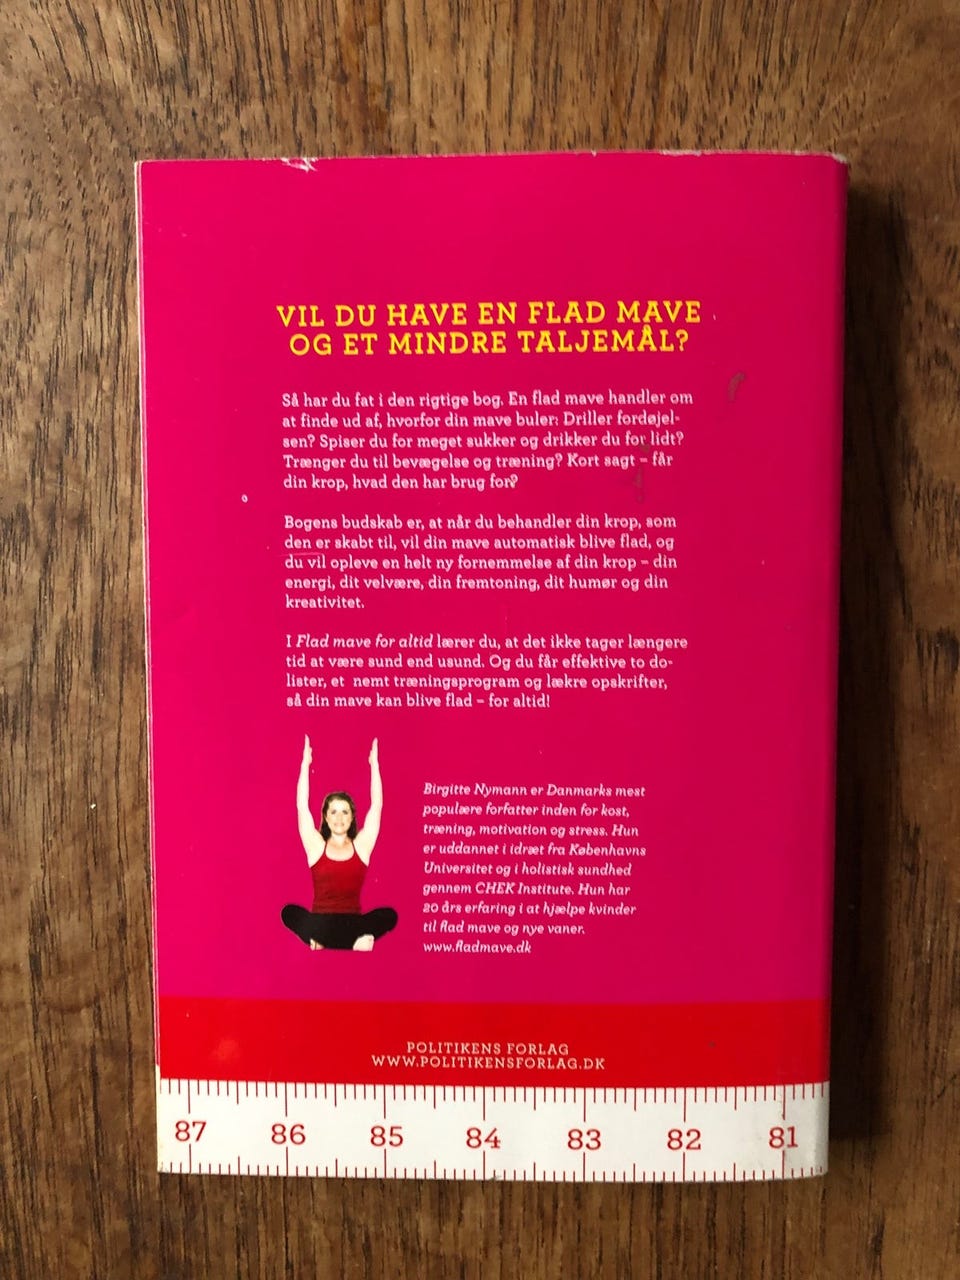 VIL DU HAVE EN FLAD MAVE
OG ET MINDRE TALJEMÅL?
Så har du fat i den rigtige bog. En flad mave handler om
at finde ud af, hvorfor din mave buler: Driller fordøjel-
sen? Spiser du for meget sukker og drikker du for lidt?
Trænger du til bevægelse og træning? Kort sagt – får
din krop, hvad den har brug for?
Bogens budskab er, at når du behandler din krop, som
den er skabt til, vil din mave automatisk blive flad, og
du vil opleve en helt ny fornemmelse af din krop – din
energi, dit velvære, din fremtoning, dit humør og din
kreativitet.
I Flad mave for altid lærer du, at det ikke tager længere
tid at være sund end usund. Og du får effektive to do-
lister, et nemt træningsprogram og lækre opskrifter,
så din mave kan blive flad – for altid!
Birgitte Nymann er Danmarks mest
populære forfatter inden for kost,
træning, motivation og stress. Hun
er uddannet i idræt fra Københavns
Universitet og i holistisk sundhed
gennem CHEK Institute. Hun har
20 års erfaring i at hjælpe kvinder
til flad mave og nye vaner.
www.fladmave.dk
POLITIKENS FORLAG
WWW.POLITIKENSFORLAG.DK
87 86 85 84 83 82 81